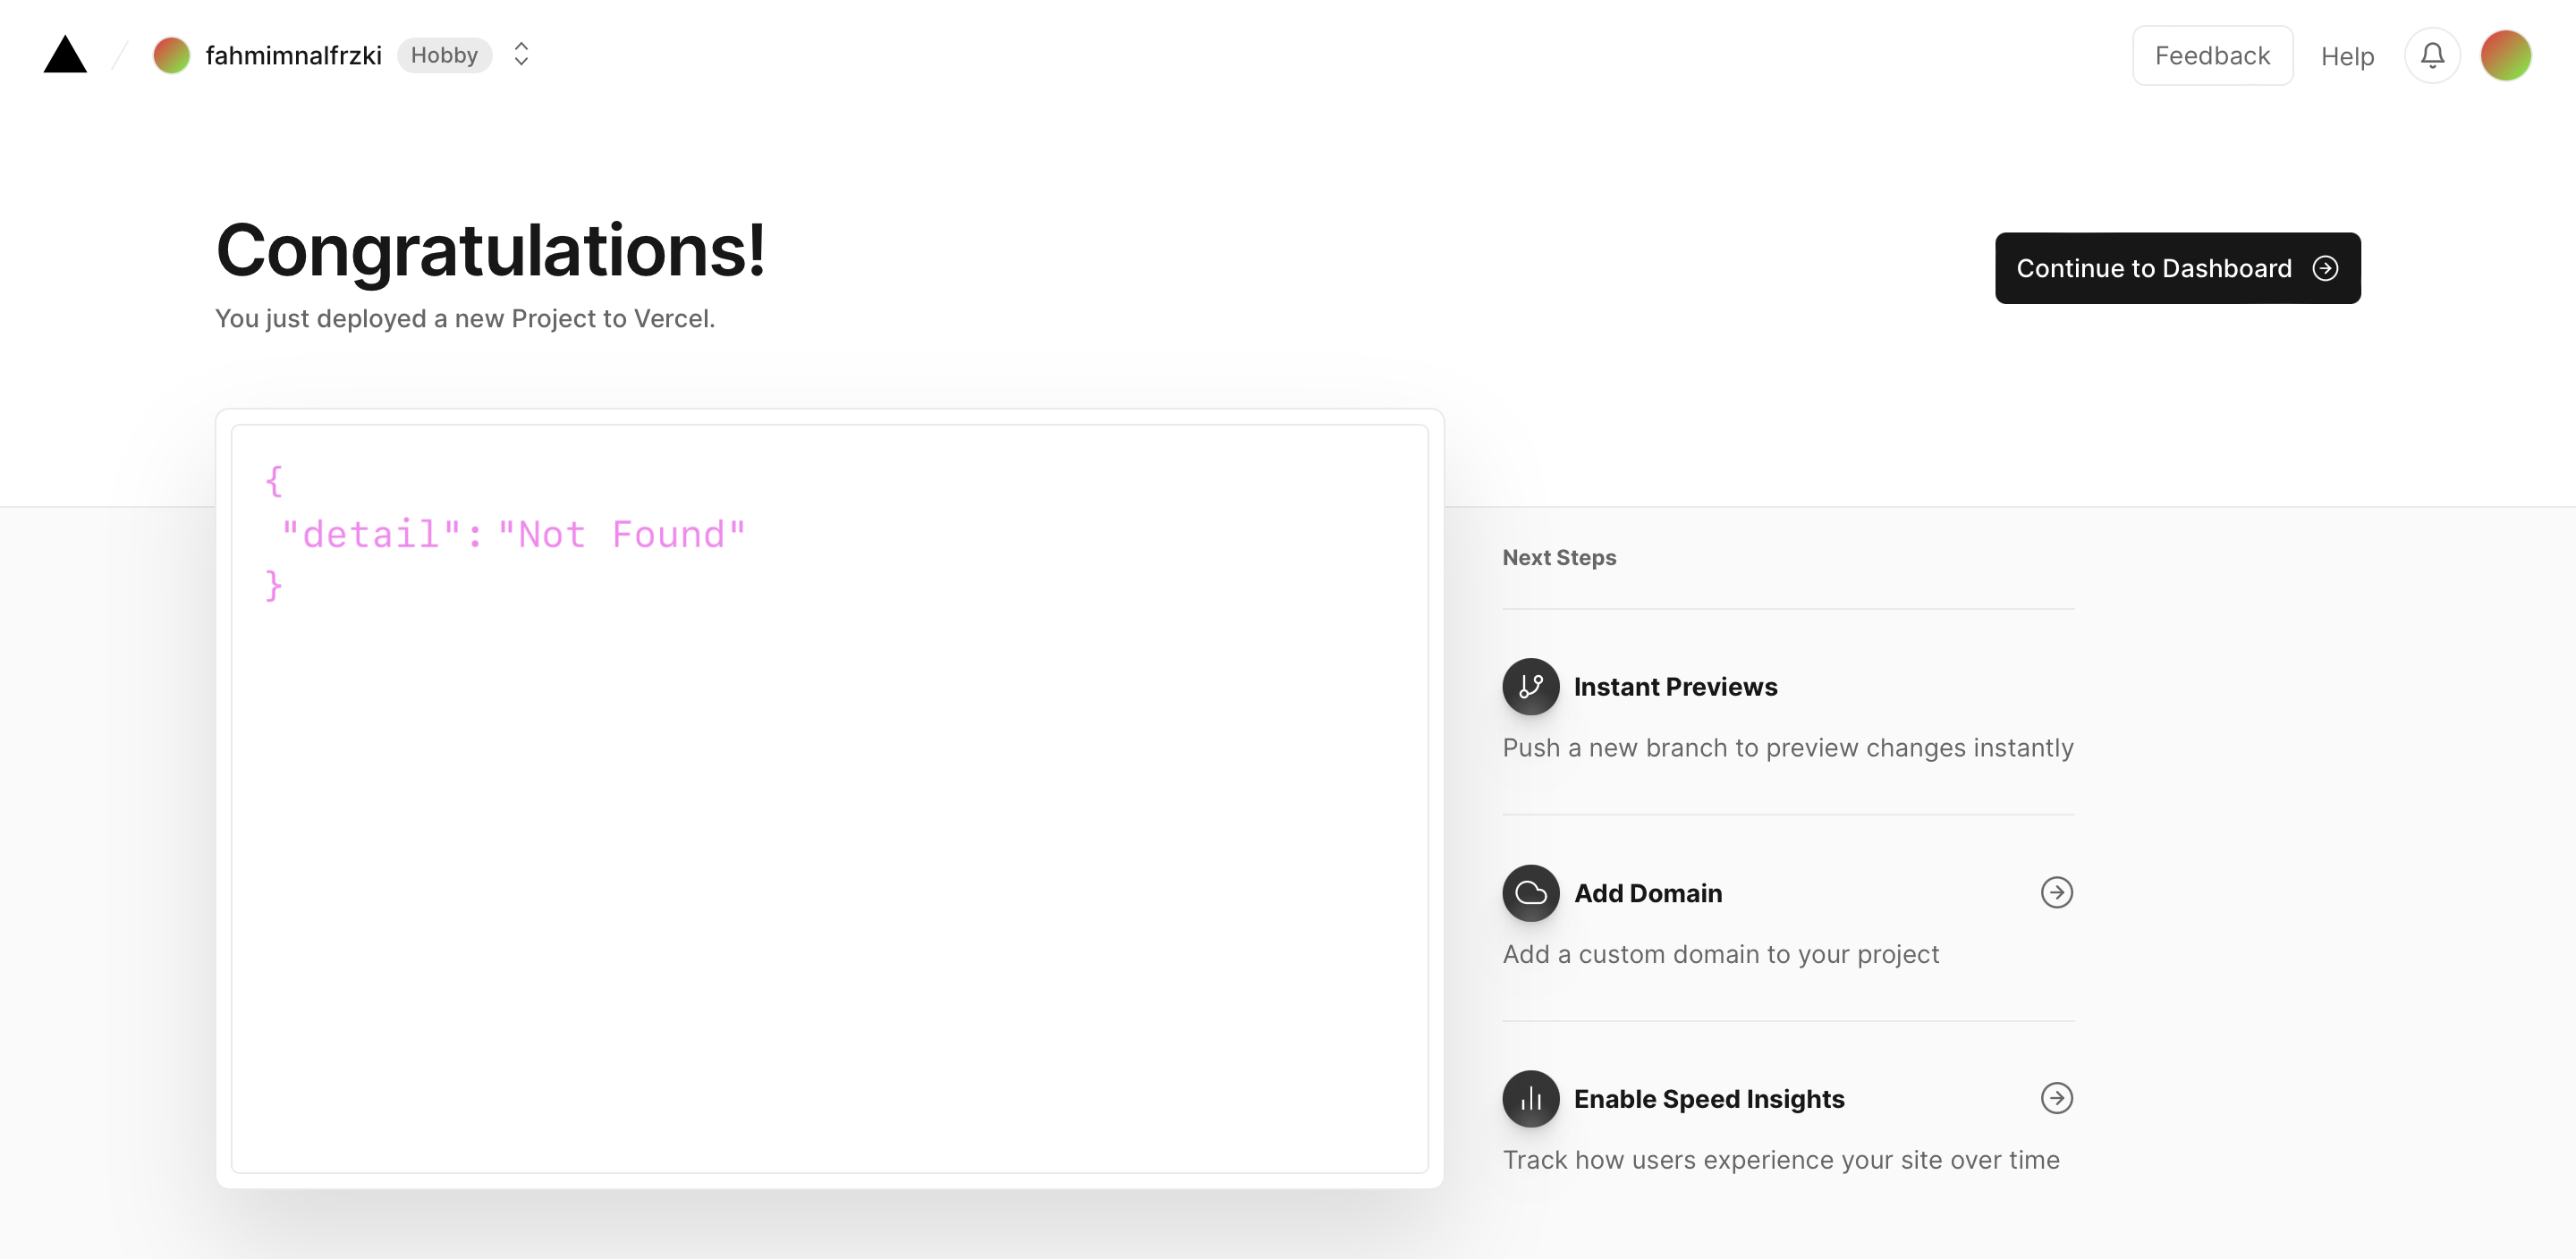 fahmimnalfrzki Hobby
Feedback Help
Congratulations!
You just deployed a new Project to Vercel.
Continue to Dashboard
{
"detail":"Not Found"
}
Next Steps
Instant Previews
Push a new branch to preview changes instantly
Add Domain
Add a custom domain to your project
Enable Speed Insights
Track how users experience your site over time